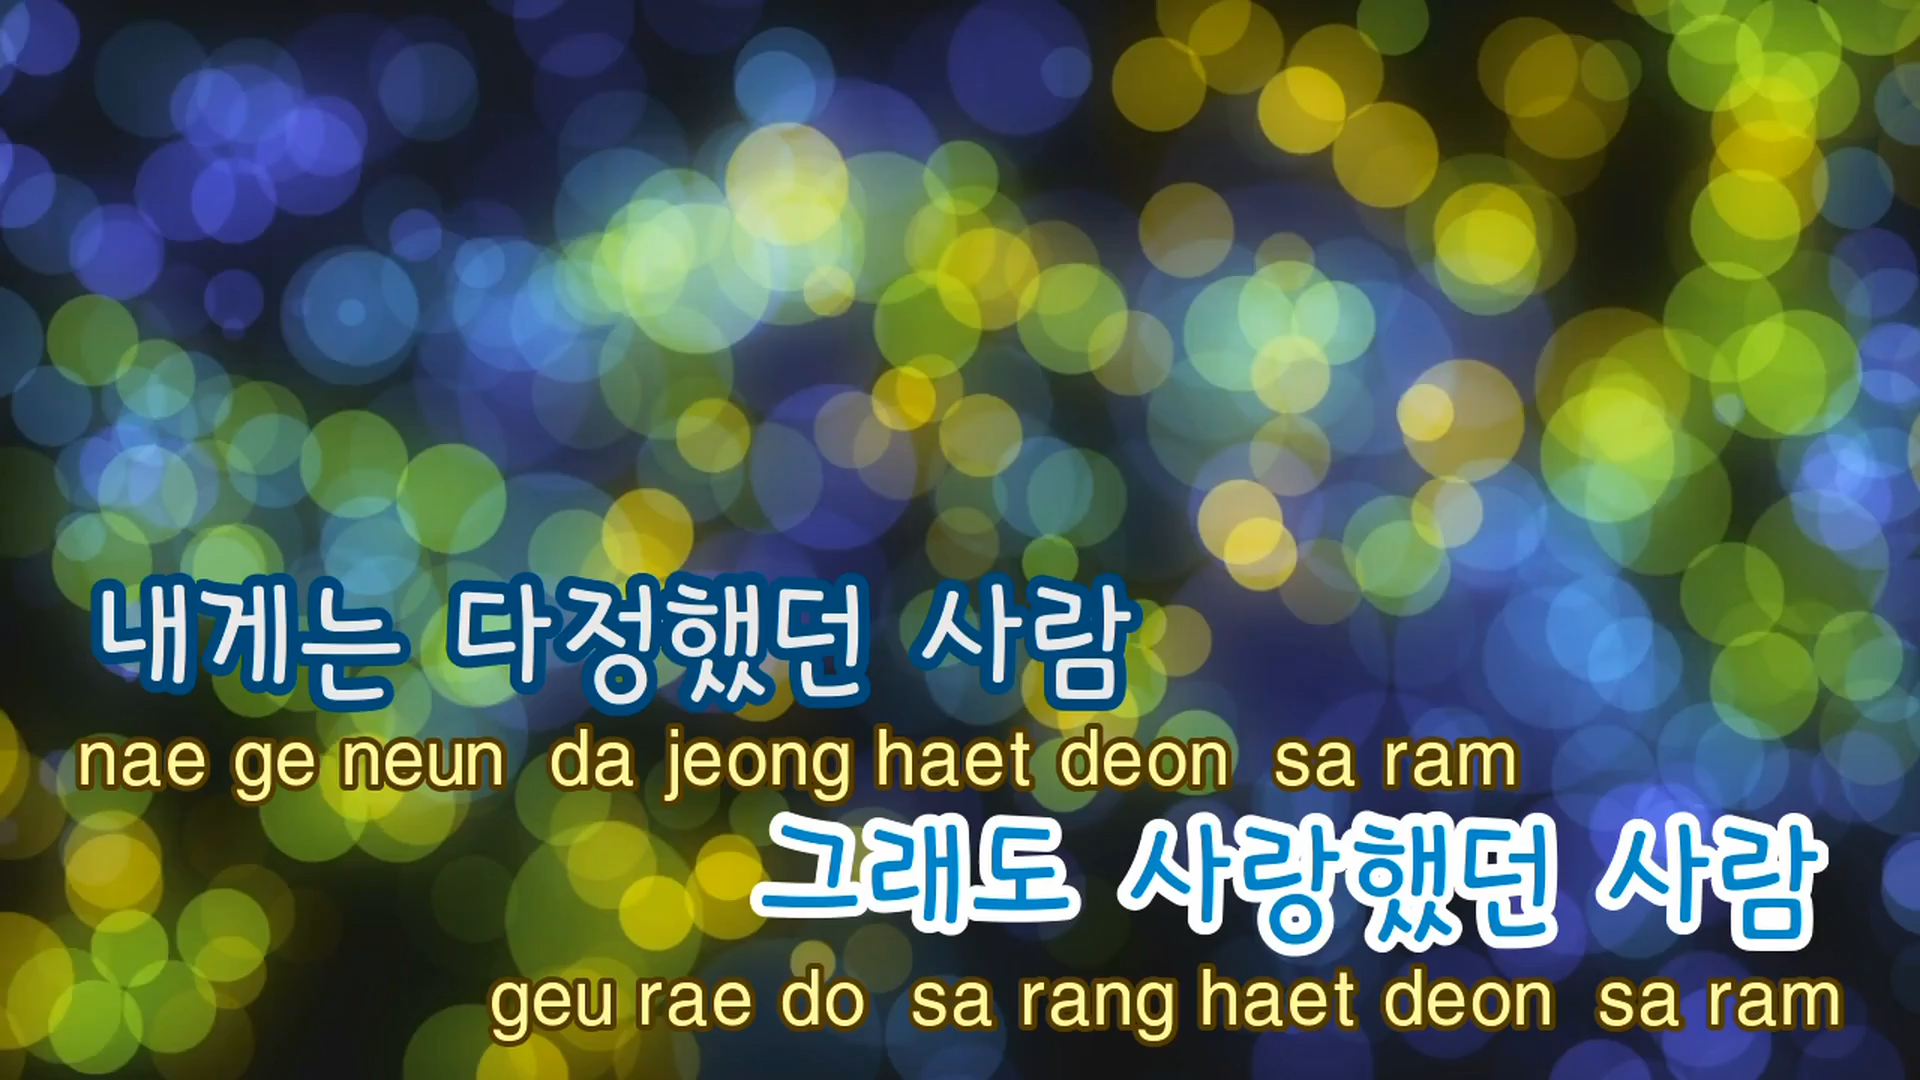 내게는 다정했던 사람
nae ge neun da jeong haet deon sa ram
그래도 사랑했던 사람
geu rae do sa rang haet deon sa ram